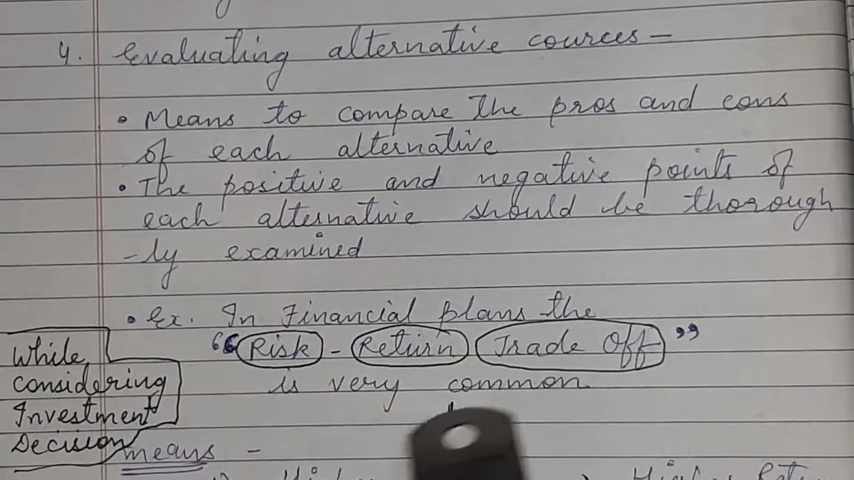 4. Evaluating alternative cources -
• Means to compare the pros and cons
of each alternative
• The positive and negative points of
each alternative should be thorough
-ly examined
• Ex. In Financial plans the
"Risk - Return Trade Off"
is very common
While
considering
Investment
Decision
means -